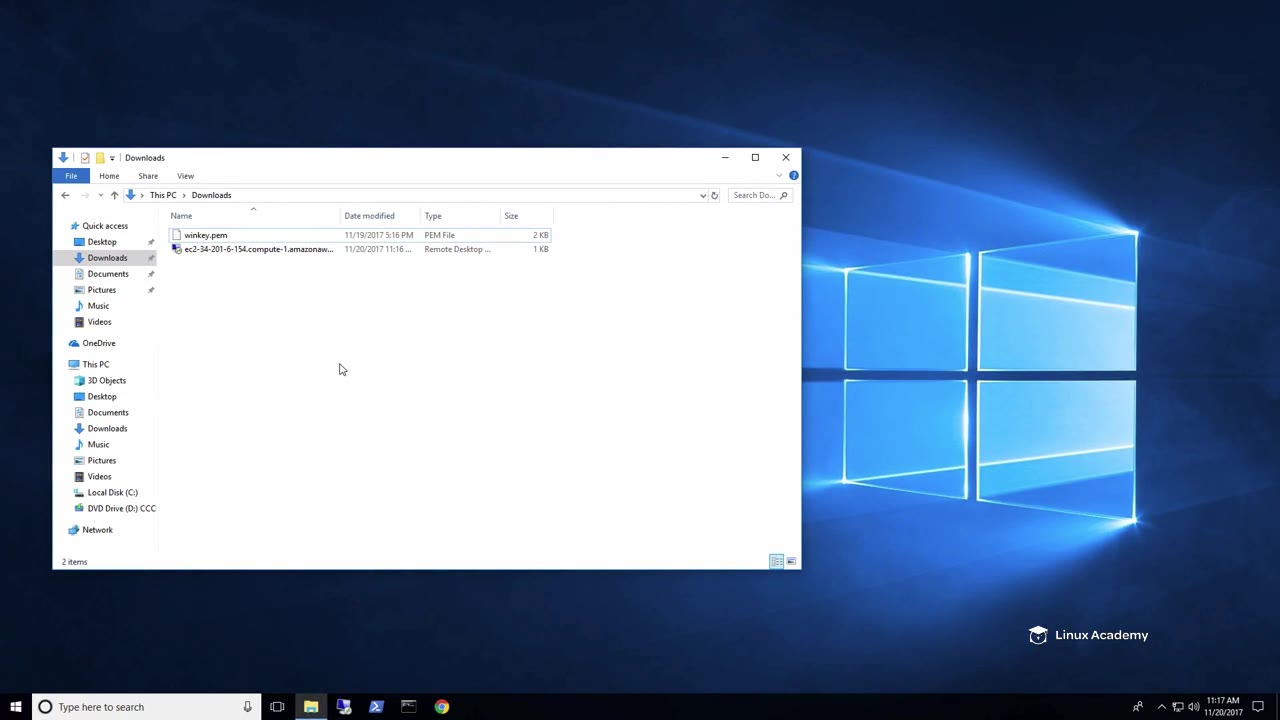 Downloads
File Home Share View
This PC > Downloads
Search Do...
Name Date modified Type Size
winkey.pem 11/19/2017 5:16 PM PEM File 2 KB
ec2-34-201-6-154.compute-1.amazonaw... 11/20/2017 11:16 ... Remote Desktop ... 1 KB
Quick access
Desktop
Downloads
Documents
Pictures
Music
Videos
OneDrive
This PC
3D Objects
Desktop
Documents
Downloads
Music
Pictures
Videos
Local Disk (C:)
DVD Drive (D:) CCC
Network
2 items
Linux Academy
Type here to search
11:17 AM
11/20/2017